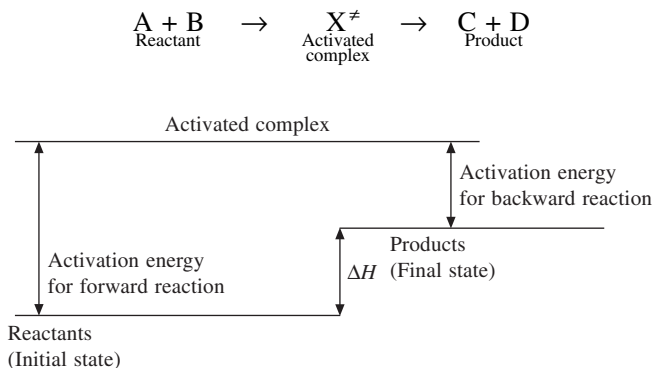 A + B → X≠ → C + D
Reactant Activated Product
complex
Activated complex
Activation energy
for backward reaction
Products
(Final state)
ΔH
Activation energy
for forward reaction
Reactants
(Initial state)